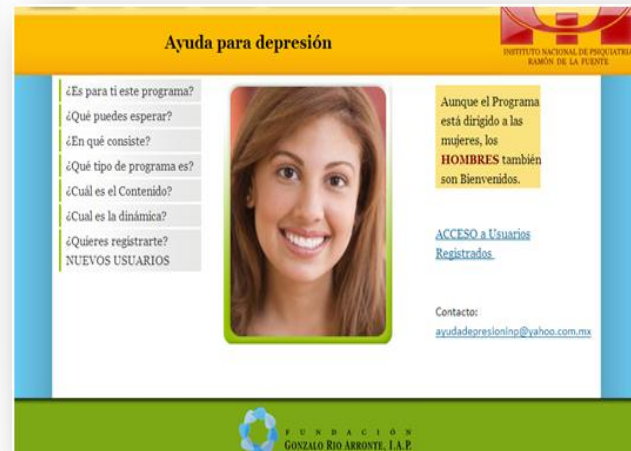 Ayuda para depresión
INSTITUTO NACIONAL DE PSIQUIATRIA
RAMÓN DE LA FUENTE
¿Es para ti este programa?
¿Qué puedes esperar?
¿En qué consiste?
¿Qué tipo de programa es?
¿Cuál es el Contenido?
¿Cual es la dinámica?
¿Quieres registrarte?
NUEVOS USUARIOS
Aunque el Programa
está dirigido a las
mujeres, los
HOMBRES también
son Bienvenidos.
ACCESO a Usuarios
Registrados
Contacto:
ayudadepresioninp@yahoo.com.mx
FUNDACIÓN
GONZALO RIO ARRONTE, I.A.P.